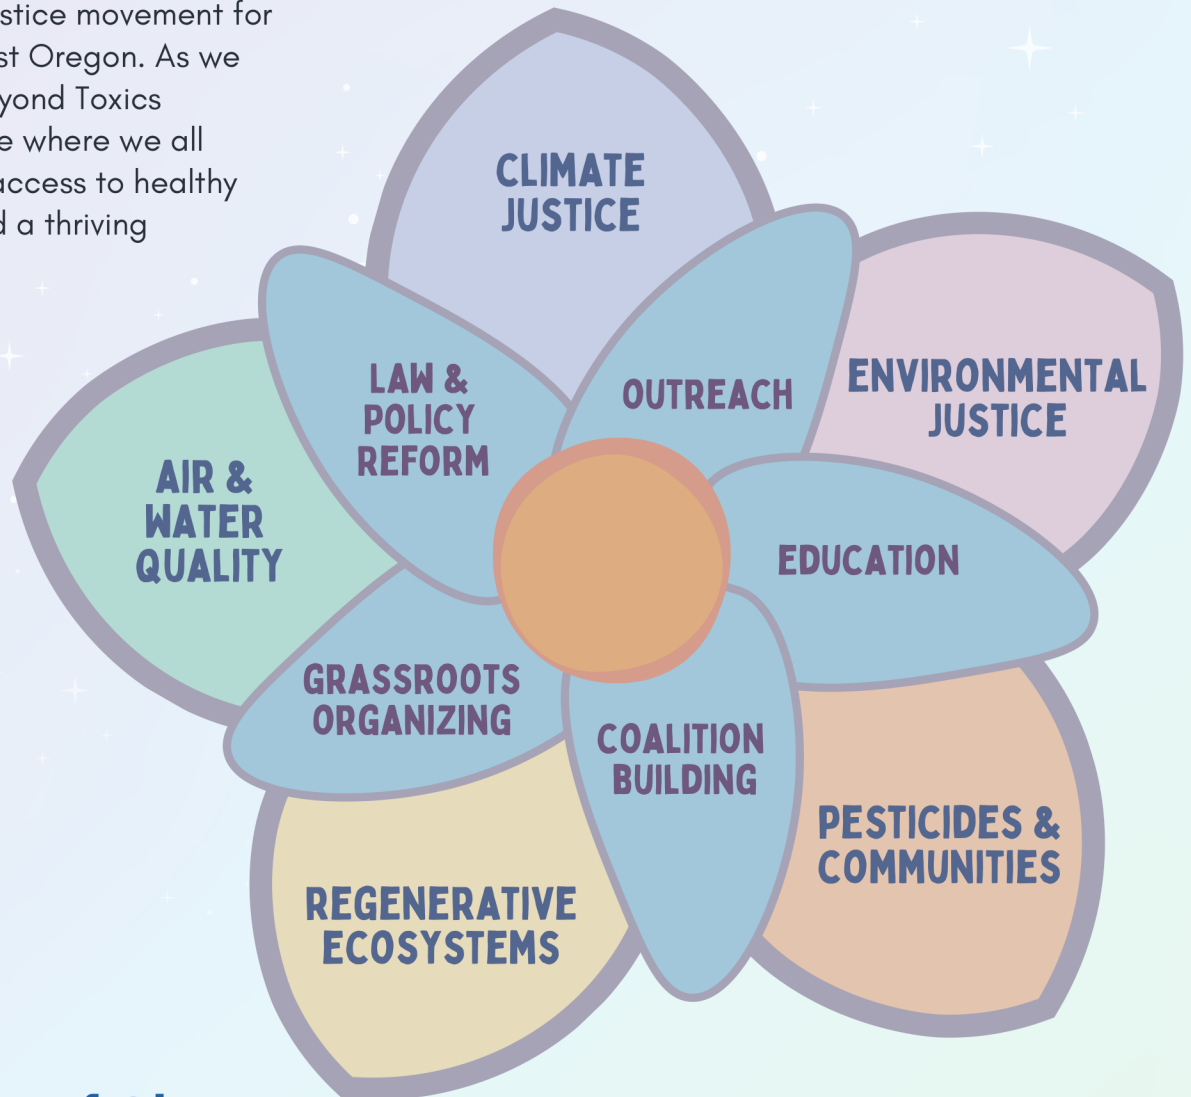 stice movement for
st Oregon. As we
yond Toxics
e where we all
access to healthy
d a thriving
CLIMATE
JUSTICE
ENVIRONMENTAL
JUSTICE
LAW &
POLICY
REFORM
OUTREACH
AIR &
WATER
QUALITY
EDUCATION
GRASSROOTS
ORGANIZING
COALITION
BUILDING
PESTICIDES &
COMMUNITIES
REGENERATIVE
ECOSYSTEMS